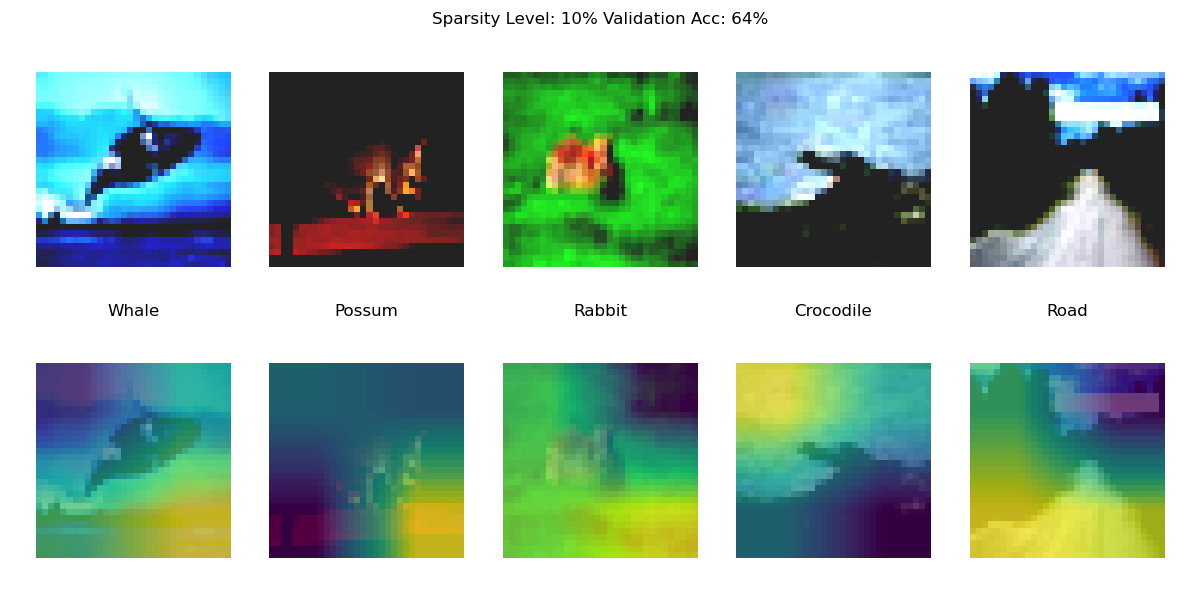 Sparsity Level: 10% Validation Acc: 64%
Whale
Possum
Rabbit
Crocodile
Road